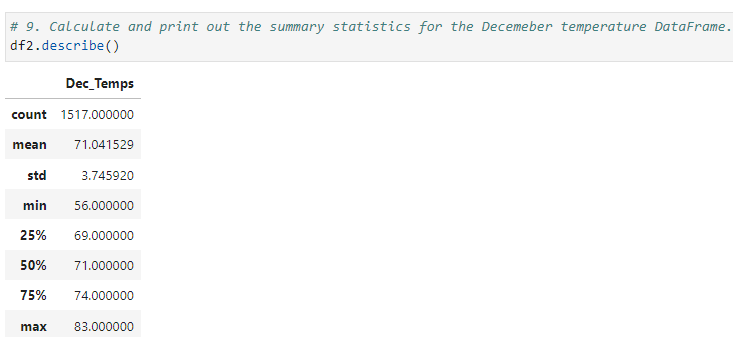 # 9. Calculate and print out the summary statistics for the Decemeber temperature DataFrame.
df2.describe()
Dec_Temps
count 1517.000000
mean 71.041529
std 3.745920
min 56.000000
25% 69.000000
50% 71.000000
75% 74.000000
max 83.000000